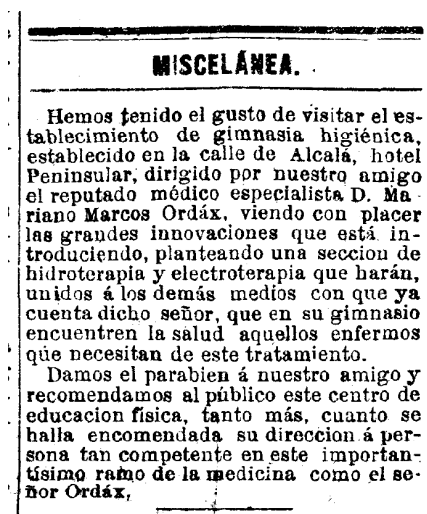 MISCELÁNEA.
Hemos tenido el gusto de visitar el es-
tablecimiento de gimnasia higiénica,
establecido en la calle de Alcalá, hotel
Peninsular, dirigido por nuestro amigo
el reputado médico especialista D. Ma
riano Marcos Ordáx, viendo con placer
las grandes innovaciones que está in-
troduciendo, planteando una seccion de
hidroterapia y electroterapia que harán,
unidos á los demás medios con que ya
cuenta dicho señor, que en su gimnasio
encuentren la salud aquellos enfermos
que necesitan de este tratamiento.
Damos el parabien á nuestro amigo y
recomendamos al público este centro de
educacion física, tanto más, cuanto se
halla encomendada su direccion á per-
sona tan competente en este importan-
tísimo ramo de la medicina como el se-
ñor Ordáx,